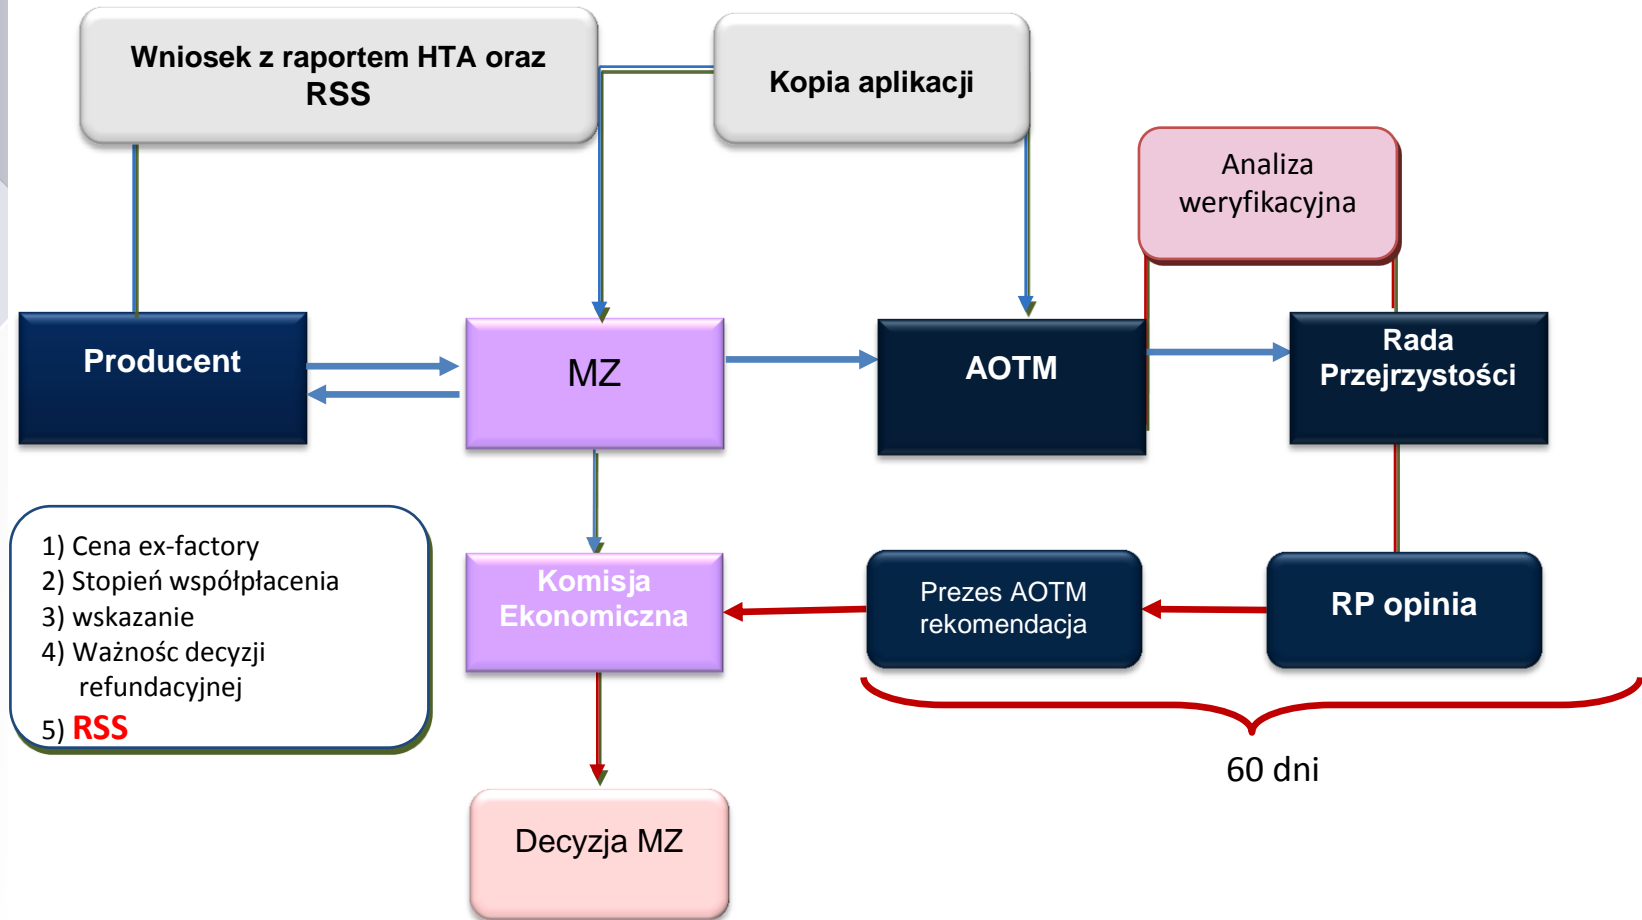 Wniosek z raportem HTA oraz
RSS
Kopia aplikacji
Analiza
weryfikacyjna
Producent
MZ
AOTM
Rada
Przejrzystości
1) Cena ex-factory
2) Stopień współpłacenia
3) wskazanie
4) Ważnośc decyzji
refundacyjnej
5) RSS
Komisja
Ekonomiczna
Prezes AOTM
rekomendacja
RP opinia
60 dni
Decyzja MZ